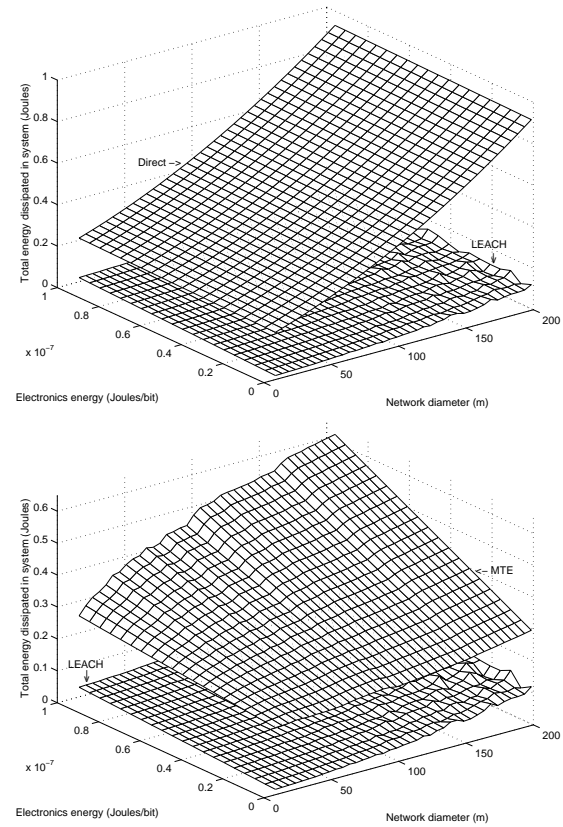 1
0.8
0.6
0.4
0.2
0
Total energy dissipated in system (Joules)
Direct −>
LEACH
1
0.8
0.6
0.4
0.2
0
x 10−7
Electronics energy (Joules/bit)
0
50
100
150
200
Network diameter (m)
0.6
0.5
0.4
0.3
0.2
0.1
0
Total energy dissipated in system (Joules)
<− MTE
LEACH
1
0.8
0.6
0.4
0.2
0
x 10−7
Electronics energy (Joules/bit)
0
50
100
150
200
Network diameter (m)